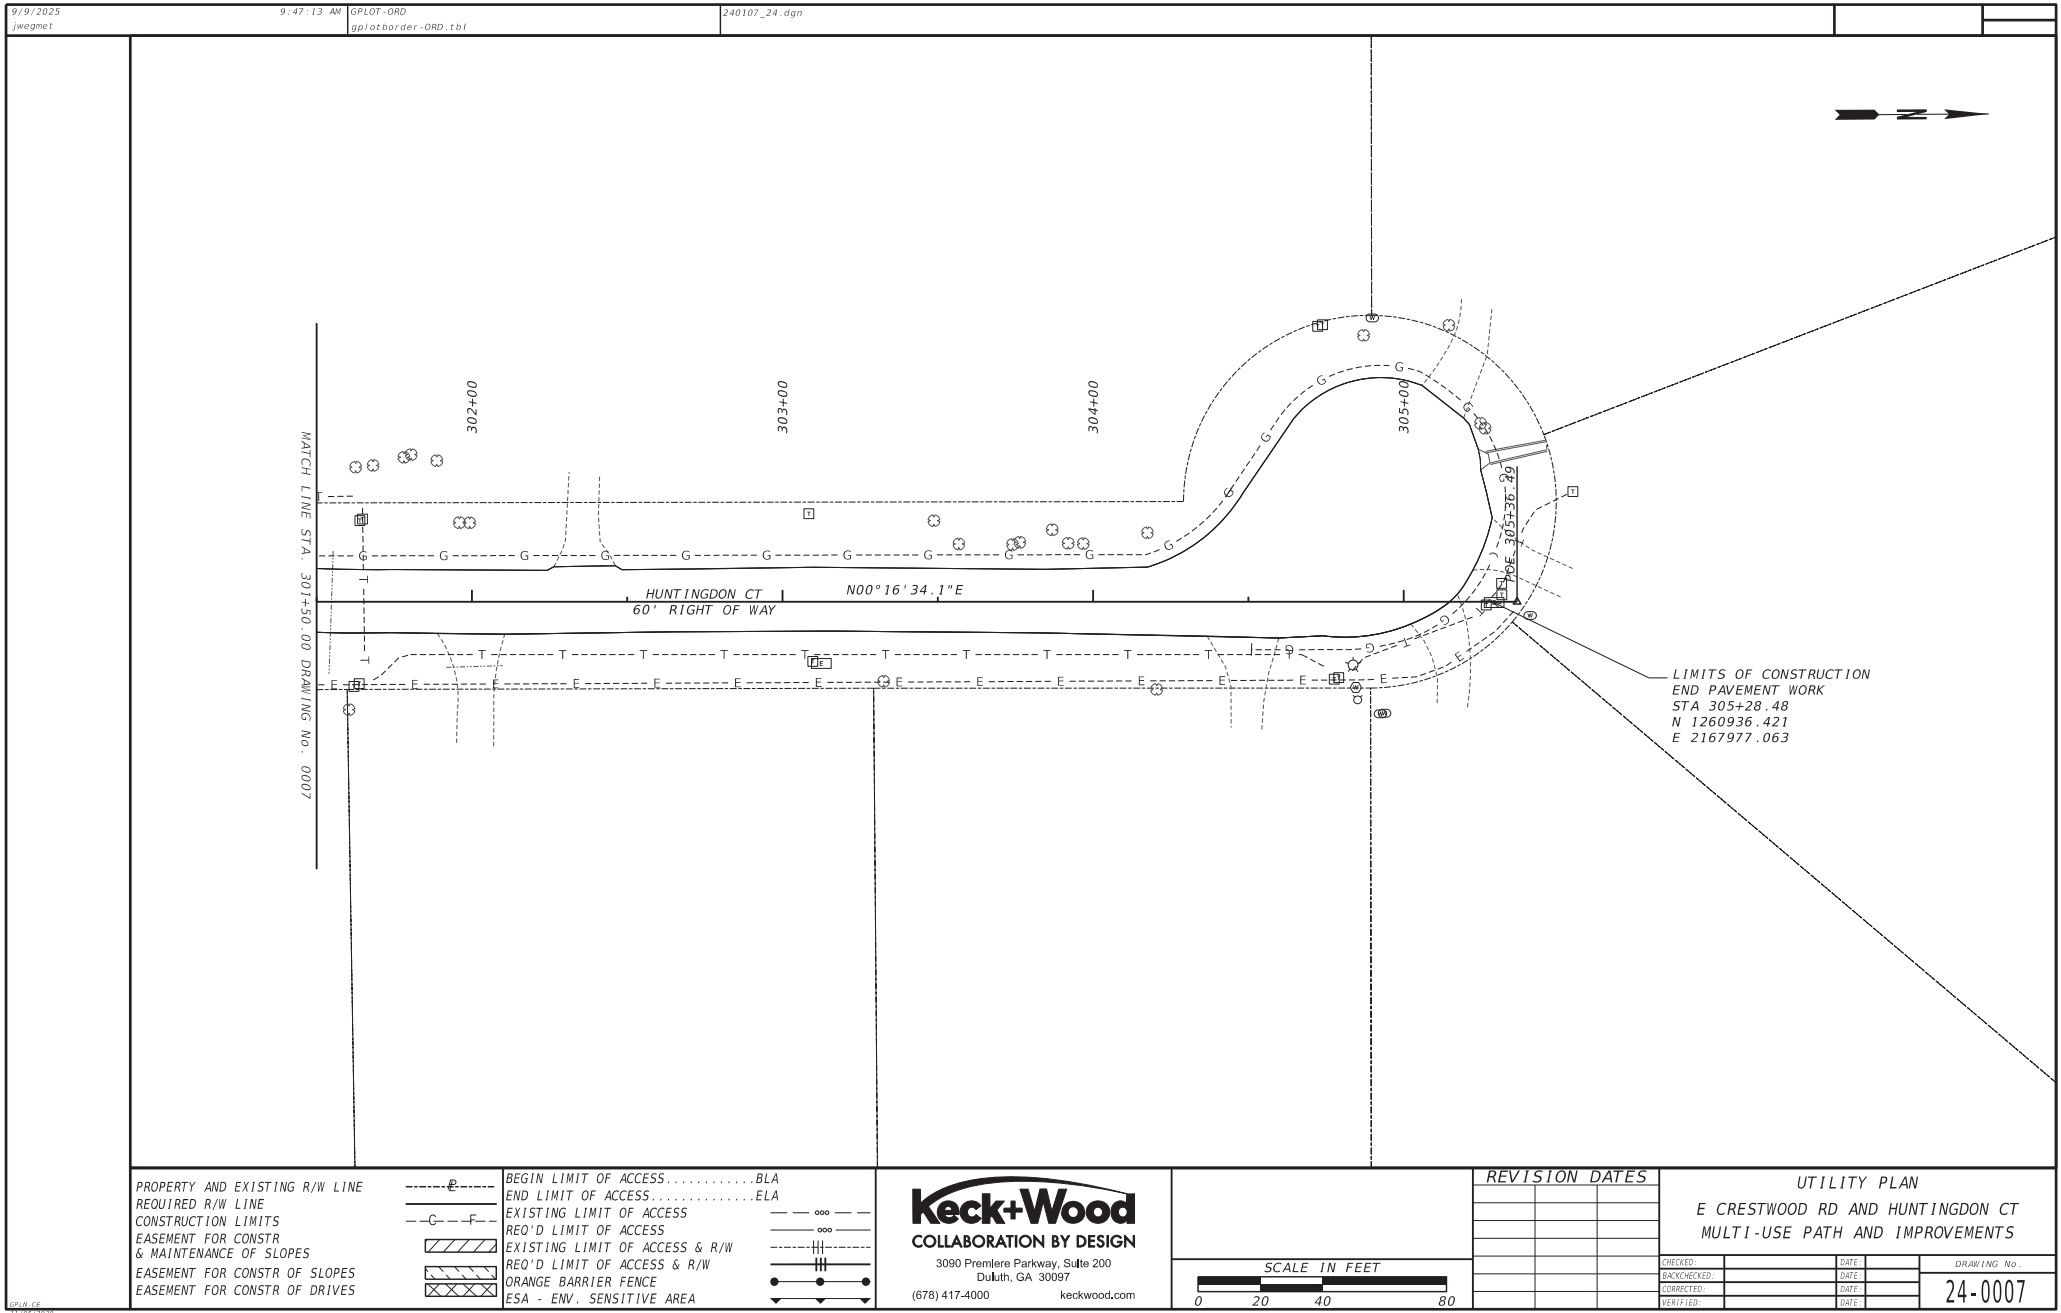 9/9/2025
9:47:13 AM
GPLOT-ORD
240107_24.dgn
jwegmet
gplotborder-ORD.tbl
N
302+00
303+00
304+00
305+00
MATCH LINE STA. 301+50.00 DRAWING No. 0007
POE 305+36.49
HUNTINGDON CT
N00°16'34.1"E
60' RIGHT OF WAY
T
G G G G G G G G G G G G G G G G
T T T T T T T T T T T
E E E E E E E E E E E E E E E
LIMITS OF CONSTRUCTION
END PAVEMENT WORK
STA 305+28.48
N 1260936.421
E 2167977.063
PROPERTY AND EXISTING R/W LINE
REQUIRED R/W LINE
CONSTRUCTION LIMITS
C F
EASEMENT FOR CONSTR
& MAINTENANCE OF SLOPES
EASEMENT FOR CONSTR OF SLOPES
EASEMENT FOR CONSTR OF DRIVES
BEGIN LIMIT OF ACCESS............BLA
END LIMIT OF ACCESS..............ELA
EXISTING LIMIT OF ACCESS
REQ'D LIMIT OF ACCESS
EXISTING LIMIT OF ACCESS & R/W
REQ'D LIMIT OF ACCESS & R/W
ORANGE BARRIER FENCE
ESA - ENV. SENSITIVE AREA
Keck+Wood
COLLABORATION BY DESIGN
3090 Premiere Parkway, Suite 200
Duluth, GA 30097
(678) 417-4000
keckwood.com
SCALE IN FEET
0 20 40 80
REVISION DATES
UTILITY PLAN
E CRESTWOOD RD AND HUNTINGDON CT
MULTI-USE PATH AND IMPROVEMENTS
CHECKED: DATE:
BACKCHECKED: DATE:
CORRECTED: DATE:
VERIFIED: DATE:
DRAWING No.
24-0007
GPLN-CE